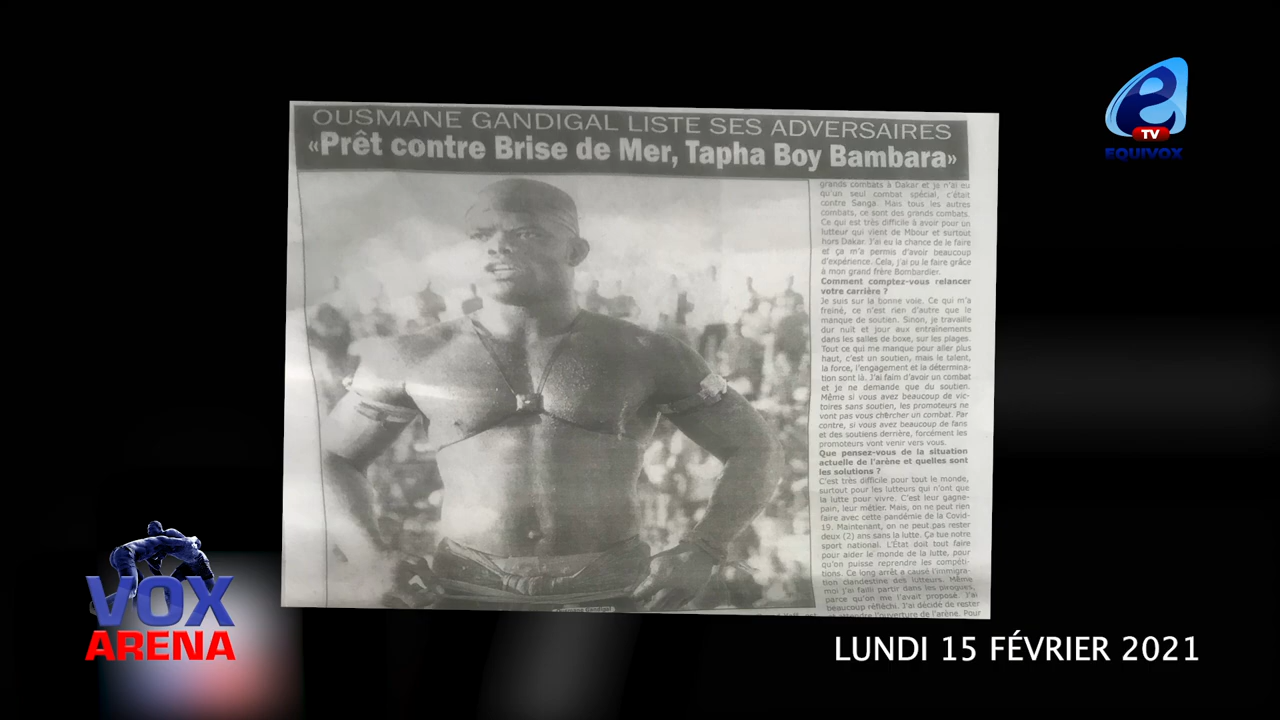 OUSMANE GANDIGAL LISTE SES ADVERSAIRES
«Prêt contre Brise de Mer, Tapha Boy Bambara»
grands combats à Dakar et ja n'ai eu
qu'un seul combat spécial, c'était
contre Sanga. Mais tous les autres
combats, ce sont des grands combats.
Ce qui est très difficile à avoir pour un
lutteur qui vient de Mbour et surtout
hors Dakar. J'ai eu la chance de le faire
et ça m'a permis d'avoir beaucoup
d'expérience. Cela, j'ai pu le faire grâce
à mon grand frère Bombardier.
Comment comptez-vous relancer
votre carrière ?
Je suis sur la bonne voie. Ce qui m'a
freiné, ce n'est rien d'autre que le
manque de soutien. Sinon, je travaille
dur nuit et jour aux entraînements
dans les salles de boxe, sur les plages.
Tout ce qui me manque pour aller plus
haut, c'est un soutien, mais le talent,
la force, l'engagement et la détermina-
tion sont là. J'ai faim d'avoir un combat
et je ne demande que du soutien.
Même si vous avez beaucoup de vic-
toires sans soutien, les promoteurs ne
vont pas vous chercher un combat. Par
contre, si vous avez beaucoup de fans
et des soutiens derrière, forcément les
promoteurs vont venir vers vous.
Que pensez-vous de la situation
actuelle de l'arène et quelles sont
les solutions ?
C'est très difficile pour tout le monde,
surtout pour les lutteurs qui n'ont que
la lutte pour vivre. C'est leur gagne-
pain, leur métier. Mais, on ne peut rien
faire avec cette pandémie de la Covid-
19. Maintenant, on ne peut pas rester
deux (2) ans sans la lutte. Ça tue notre
sport national. L'État doit tout faire
pour aider le monde de la lutte, pour
qu'on puisse reprendre les compéti-
tions. Ce long arrêt a causé l'immigra-
tion clandestine des lutteurs. Même
moi j'ai failli partir dans les pirogues,
parce qu'on me l'avait proposé. J'ai
beaucoup réfléchi. J'ai décidé de rester
attendre l'ouverture de l'arène. Pour
Ousmane Gandigal
TV
EQUIVOX
VOX
ARENA
LUNDI 15 FÉVRIER 2021